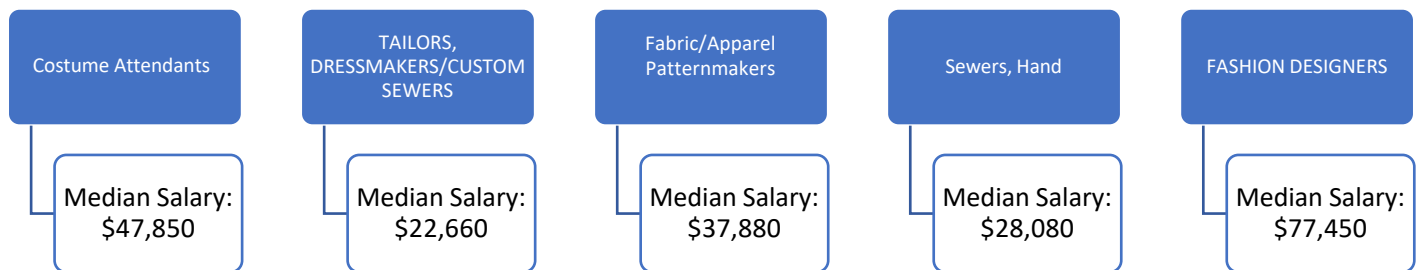 Costume Attendants
Median Salary:
$47,850
TAILORS,
DRESSMAKERS/CUSTOM
SEWERS
Median Salary:
$22,660
Fabric/Apparel
Patternmakers
Median Salary:
$37,880
Sewers, Hand
Median Salary:
$28,080
FASHION DESIGNERS
Median Salary:
$77,450